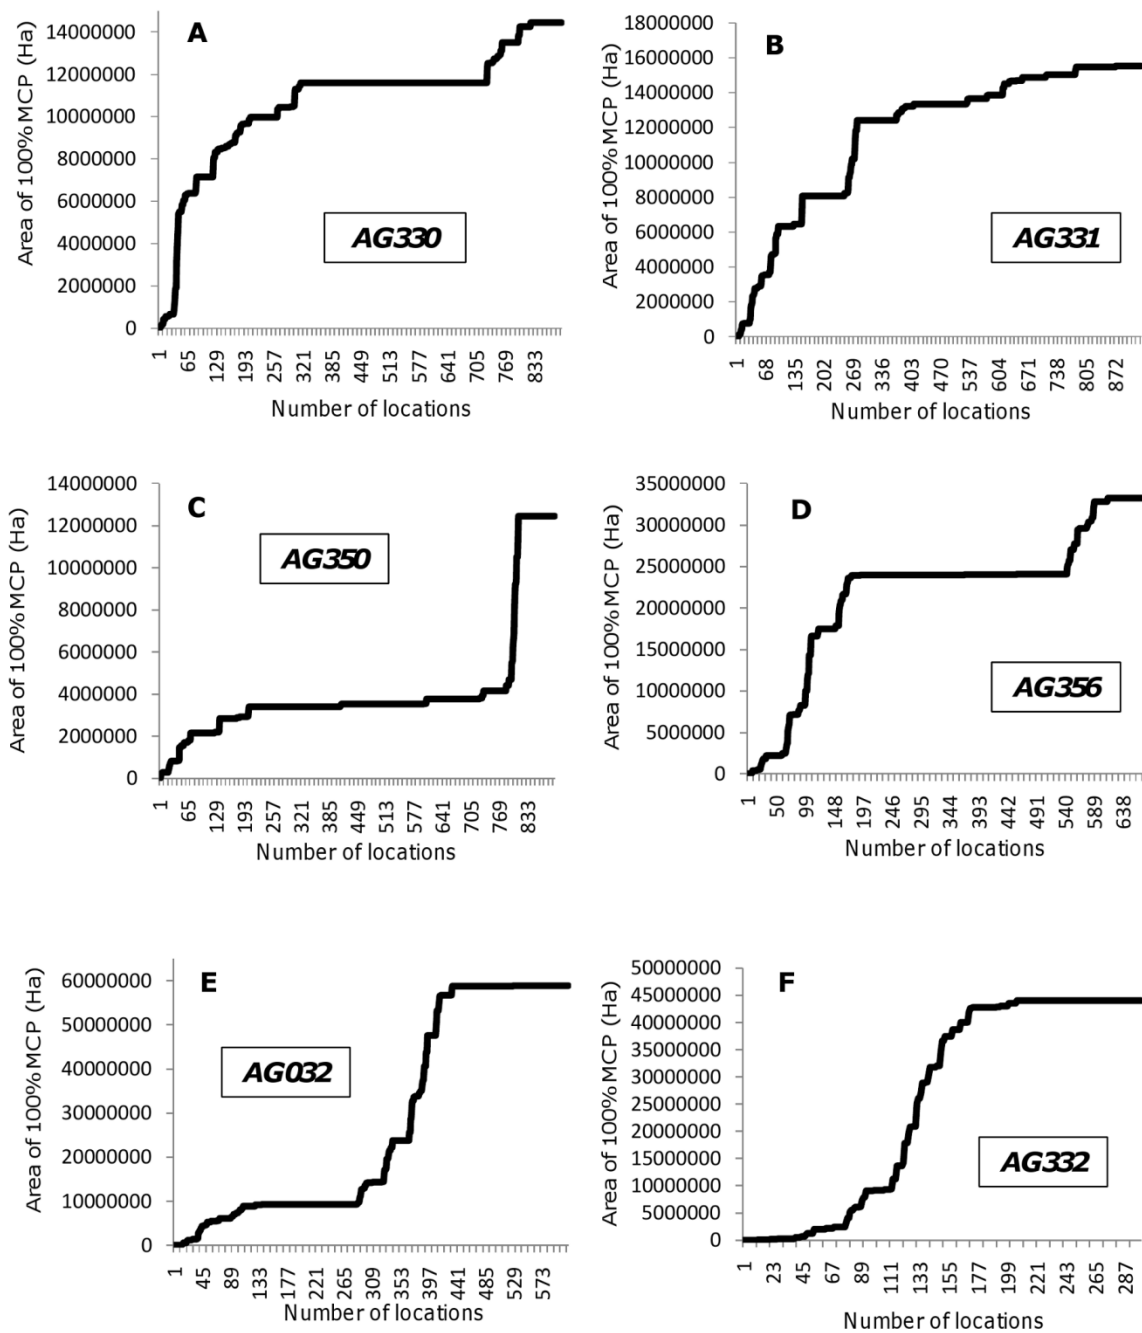 A
Area of 100% MCP (Ha)
14000000
12000000
10000000
8000000
6000000
4000000
2000000
0
AG330
1 65 129 193 257 321 385 449 513 577 641 705 769 833
Number of locations
B
Area of 100% MCP (Ha)
18000000
16000000
14000000
12000000
10000000
8000000
6000000
4000000
2000000
0
AG331
1 68 135 202 269 336 403 470 537 604 671 738 805 872
Number of locations
C
Area of 100% MCP (Ha)
14000000
12000000
10000000
8000000
6000000
4000000
2000000
0
AG350
1 65 129 193 257 321 385 449 513 577 641 705 769 833
Number of locations
D
Area of 100% MCP (Ha)
35000000
30000000
25000000
20000000
15000000
10000000
5000000
0
AG356
1 50 99 148 197 246 295 344 393 442 491 540 589 638
Number of locations
E
Area of 100% MCP (Ha)
60000000
50000000
40000000
30000000
20000000
10000000
0
AG032
1 45 89 133 177 221 265 309 353 397 441 485 529 573
Number of locations
F
Area of 100% MCP (Ha)
50000000
45000000
40000000
35000000
30000000
25000000
20000000
15000000
10000000
5000000
0
AG332
1 23 45 67 89 111 133 155 177 199 221 243 265 287
Number of locations